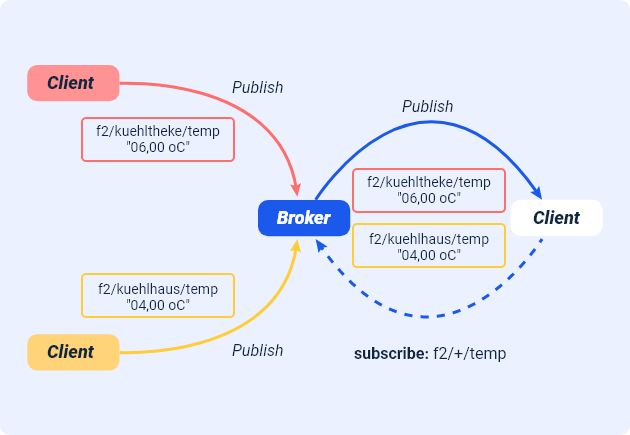 Client
Publish
Publish
f2/kuehltheke/temp
"06,00 oC"
f2/kuehltheke/temp
"06,00 oC"
Broker
Client
f2/kuehlhaus/temp
"04,00 oC"
f2/kuehlhaus/temp
"04,00 oC"
Client
Publish
subscribe: f2/+/temp